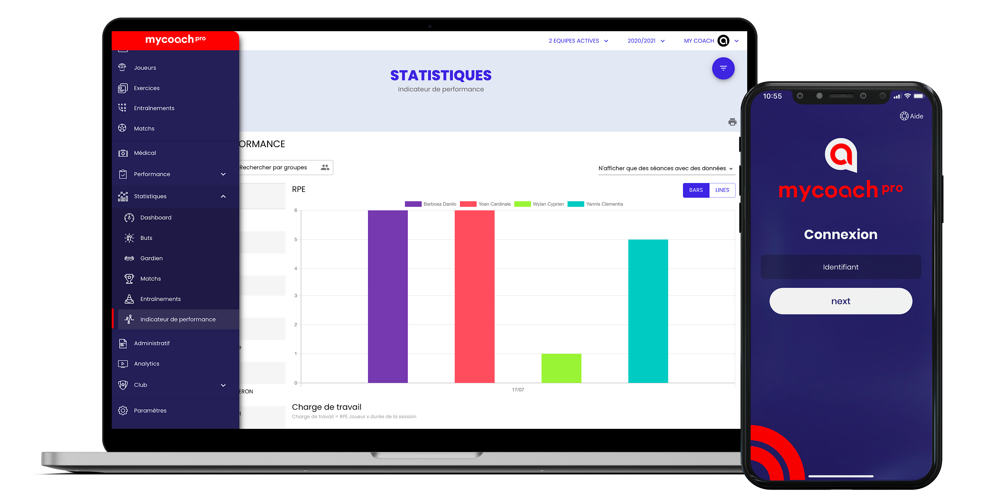 mycoach pro
2 EQUIPES ACTIVES
2020/2021
MY COACH
Joueurs
Exercices
Entraînements
Matchs
Médical
Performance
Statistiques
Dashboard
GOAL
Buts
Gardien
Matchs
Entraînements
Indicateur de performance
Administratif
Analytics
Club
Paramètres
STATISTIQUES
Indicateur de performance
ORMANCE
Rechercher par groupes
N'afficher que des séances avec des données
e
ERON
H
RPE
BARS
LINES
Barbosa Danilo
Yoan Cardinale
Wylan Cyprien
Yannis Clementia
6
5
4
3
2
1
0
17/07
Charge de travail
Charge de travail = RPE Joueur x durée de la session
10:55
Aide
mycoach pro
Connexion
Identifiant
next